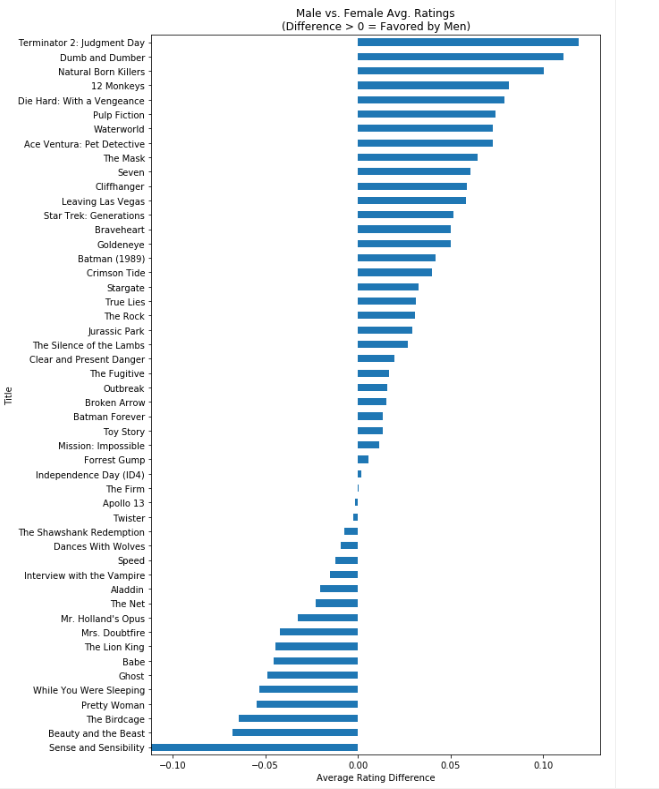 Male vs. Female Avg. Ratings
(Difference > 0 = Favored by Men)
Terminator 2: Judgment Day
Dumb and Dumber
Natural Born Killers
12 Monkeys
Die Hard: With a Vengeance
Pulp Fiction
Waterworld
Ace Ventura: Pet Detective
The Mask
Seven
Cliffhanger
Leaving Las Vegas
Star Trek: Generations
Braveheart
Goldeneye
Batman (1989)
Crimson Tide
Stargate
True Lies
The Rock
Jurassic Park
The Silence of the Lambs
Clear and Present Danger
The Fugitive
Outbreak
Broken Arrow
Batman Forever
Toy Story
Mission: Impossible
Forrest Gump
Independence Day (ID4)
The Firm
Apollo 13
Twister
The Shawshank Redemption
Dances With Wolves
Speed
Interview with the Vampire
Aladdin
The Net
Mr. Holland's Opus
Mrs. Doubtfire
The Lion King
Babe
Ghost
While You Were Sleeping
Pretty Woman
The Birdcage
Beauty and the Beast
Sense and Sensibility
Title
−0.10 −0.05 0.00 0.05 0.10
Average Rating Difference